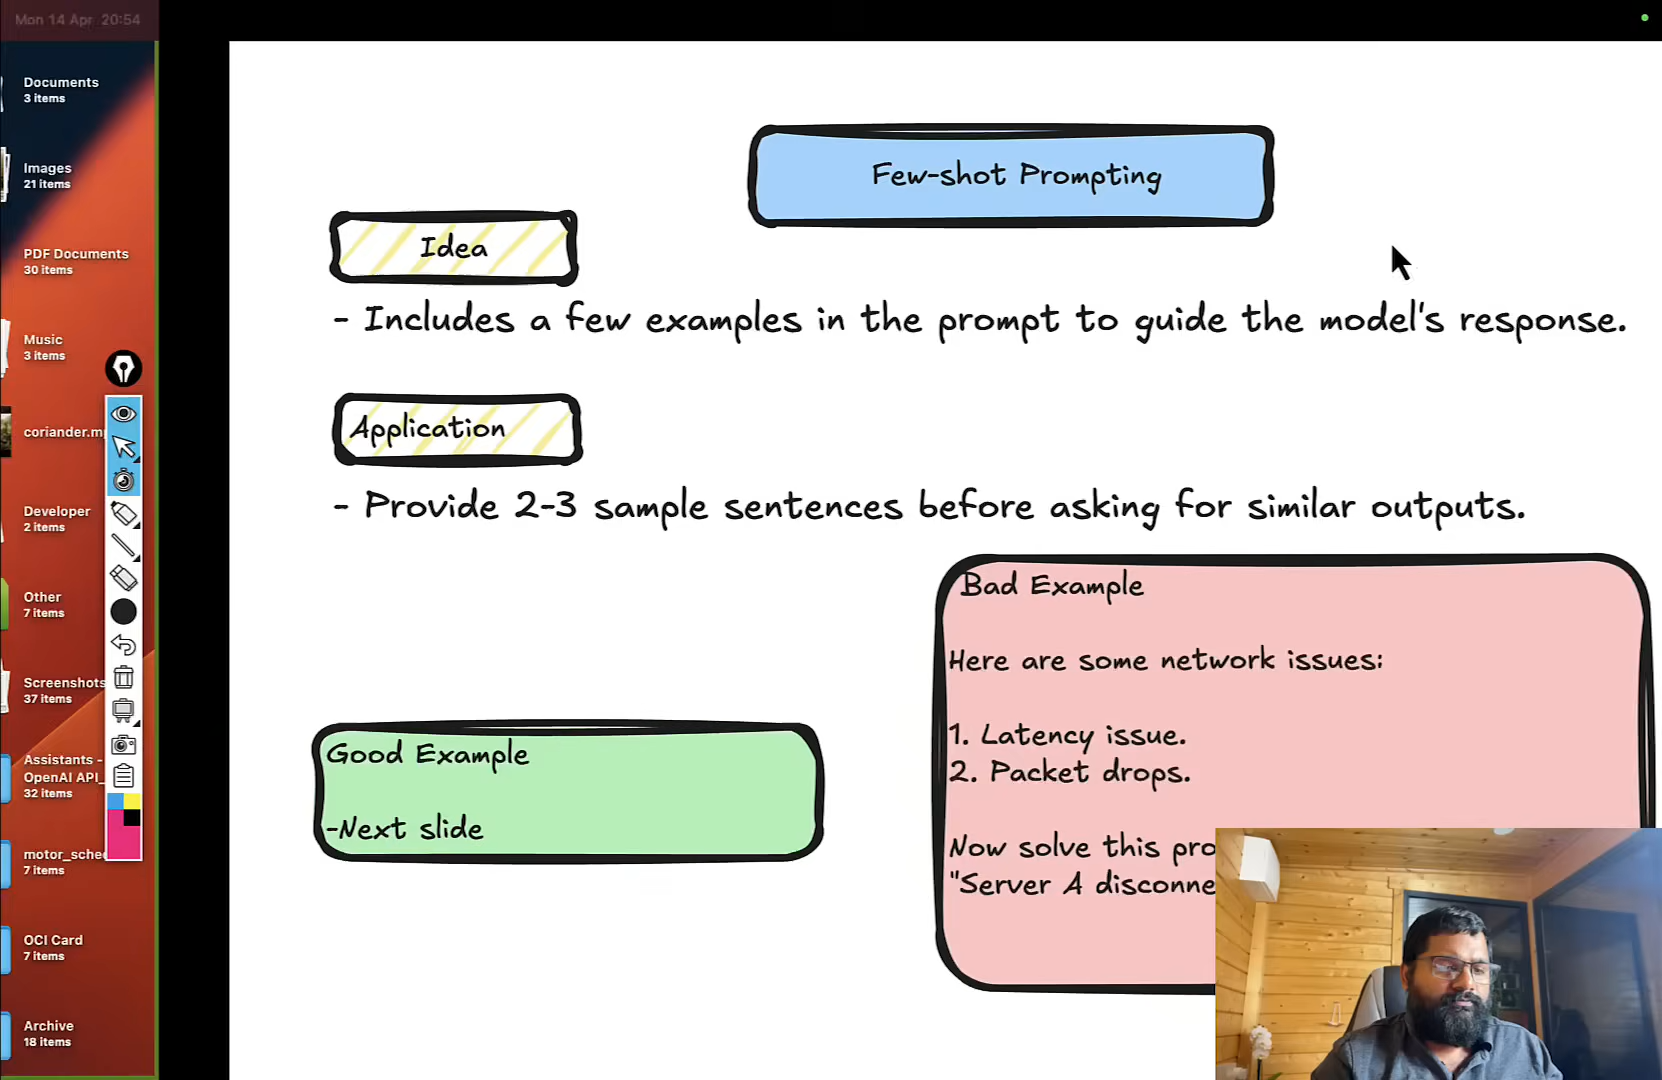 Mon 14 Apr 20:54
Documents
3 items
Images
21 items
PDF Documents
30 items
Music
3 items
Developer
2 items
Other
7 items
Screenshots
37 items
Assistants -
OpenAI API_
32 items
7 items
OCI Card
7 items
Archive
18 items
Few-shot Prompting
Idea
- Includes a few examples in the prompt to guide the model's response.
Application
- Provide 2-3 sample sentences before asking for similar outputs.
Good Example
-Next slide
Bad Example
Here are some network issues:
1. Latency issue.
2. Packet drops.
Now solve this
"Server A